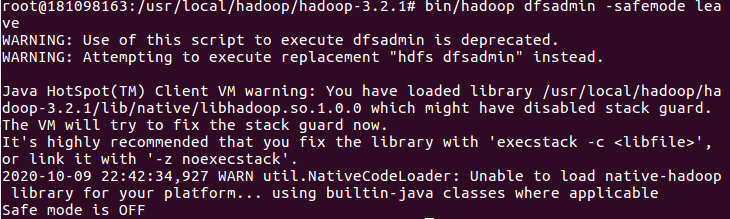 root@181098163:/usr/local/hadoop/hadoop-3.2.1# bin/hadoop dfsadmin -safemode lea
ve
WARNING: Use of this script to execute dfsadmin is deprecated.
WARNING: Attempting to execute replacement "hdfs dfsadmin" instead.

Java HotSpot(TM) Client VM warning: You have loaded library /usr/local/hadoop/ha
doop-3.2.1/lib/native/libhadoop.so.1.0.0 which might have disabled stack guard.
The VM will try to fix the stack guard now.
It's highly recommended that you fix the library with 'execstack -c <libfile>',
or link it with '-z noexecstack'.
2020-10-09 22:42:34,927 WARN util.NativeCodeLoader: Unable to load native-hadoop
 library for your platform... using builtin-java classes where applicable
Safe mode is OFF